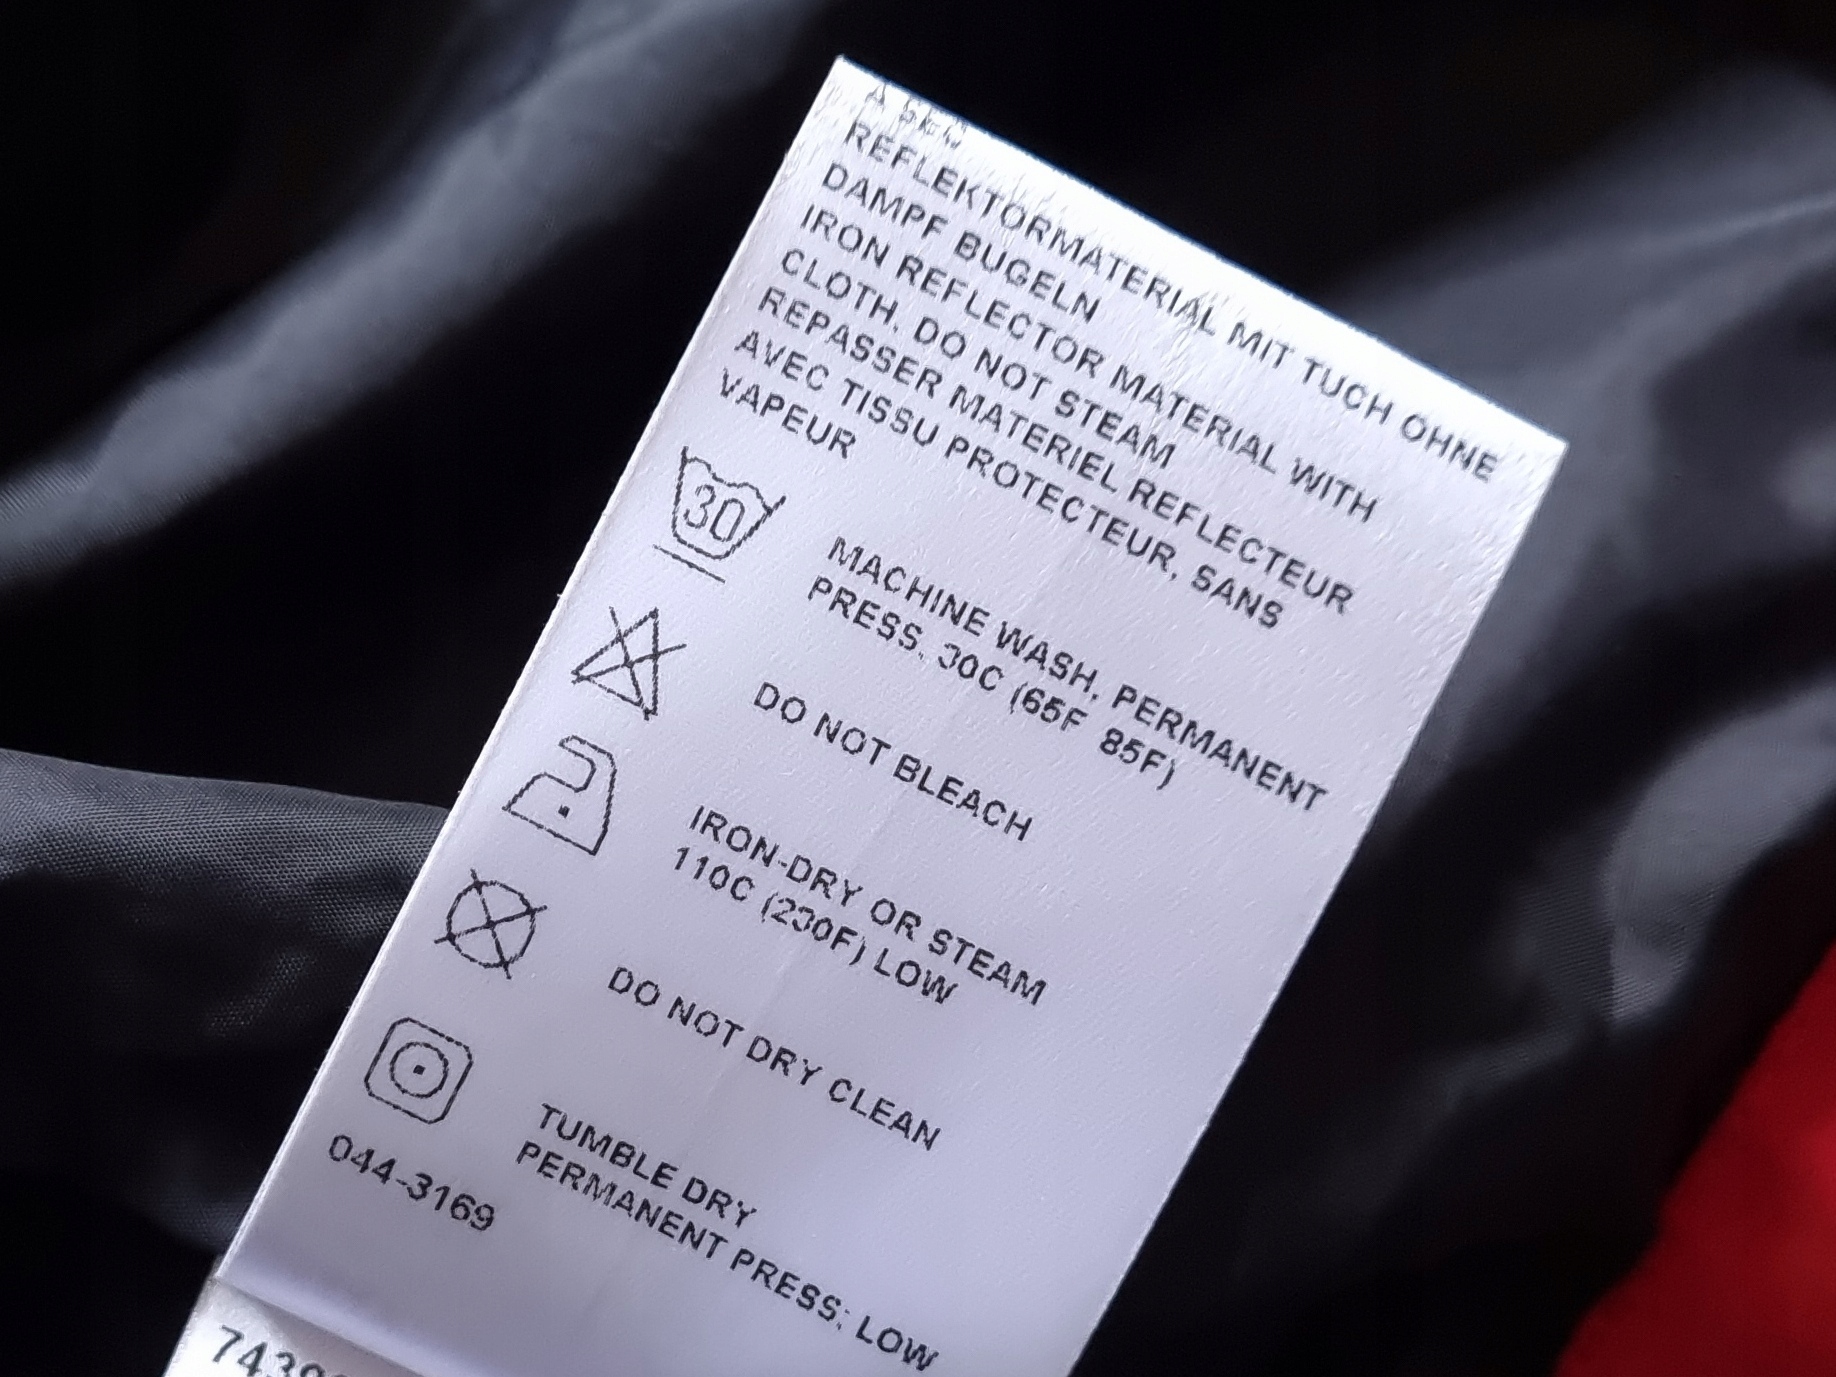 A SEC
REFLEKTORMATERIAL MIT TUCH OHNE
DAMPF BUGELN
IRON REFLECTOR MATERIAL WITH
CLOTH. DO NOT STEAM
REPASSER MATERIEL REFLECTEUR
AVEC TISSU PROTECTEUR, SANS
VAPEUR
30
MACHINE WASH, PERMANENT
PRESS, 30C (65F 85F)
DO NOT BLEACH
IRON-DRY OR STEAM
110C (230F) LOW
DO NOT DRY CLEAN
TUMBLE DRY
PERMANENT PRESS; LOW
044-3169